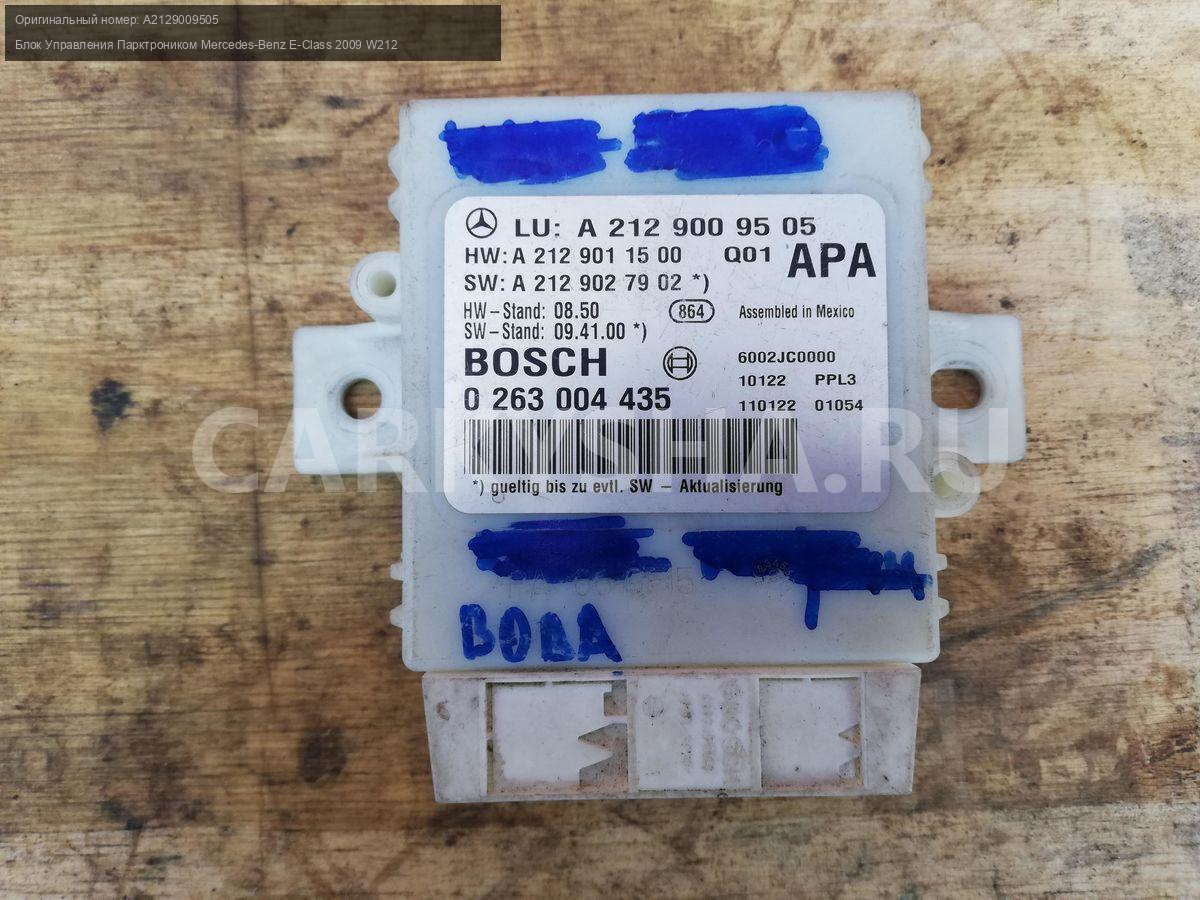 Оригинальный номер: A2129009505
Блок Управления Парктроником Mercedes-Benz E-Class 2009 W212
LU: A 212 900 95 05
HW: A 212 901 15 00 Q01 APA
SW: A 212 902 79 02 *)
HW-Stand: 08.50 864 Assembled in Mexico
SW-Stand: 09.41.00 *)
BOSCH 6002JC0000
10122 PPL3
0 263 004 435 110122 01054
CARPYSHA.RU
*) gueltig bis zu evtl. SW - Aktualisierung
ВОВА